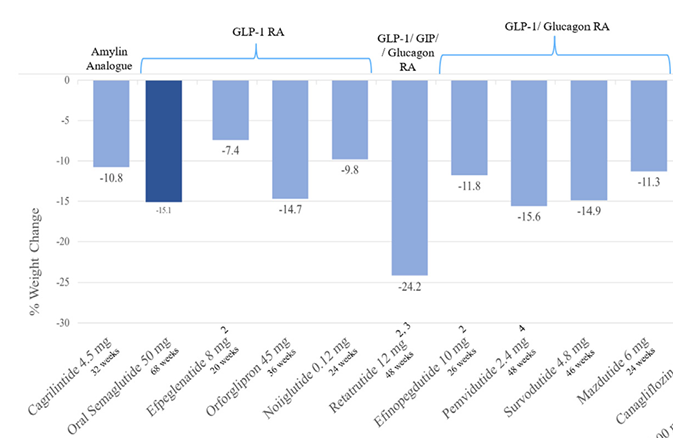 GLP-1 RA
GLP-1/ GIP/
/ Glucagon
RA
GLP-1/ Glucagon RA
Amylin
Analogue
% Weight Change
0
-5
-10
-15
-20
-25
-30
-10.8
-15.1
-7.4
-14.7
-9.8
-24.2
-11.8
-15.6
-14.9
-11.3
Cagrilintide 4.5 mg
32 weeks
Oral Semaglutide 50 mg
68 weeks
Efpeglenatide 8 mg 2
20 weeks
Orforglipron 45 mg
36 weeks
Noiiglutide 0.12 mg
24 weeks
Retatrutide 12 mg 2, 3
48 weeks
Efinopegdutide 10 mg 2
26 weeks
Pemvidutide 2.4 mg 4
48 weeks
Survodutide 4.8 mg
46 weeks
Mazdutide 6 mg
24 weeks
Canagliflozin